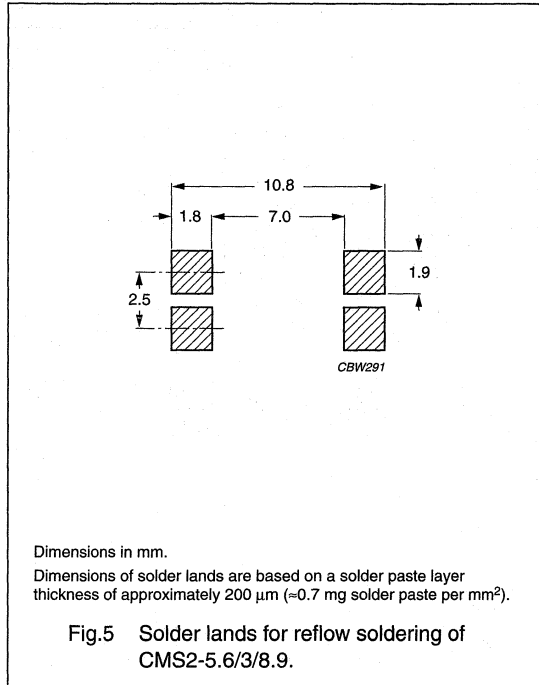 10.8
1.8
7.0
1.9
2.5
CBW291
Dimensions in mm.
Dimensions of solder lands are based on a solder paste layer
thickness of approximately 200 μm (≈0.7 mg solder paste per mm²).
Fig.5 Solder lands for reflow soldering of
CMS2-5.6/3/8.9.